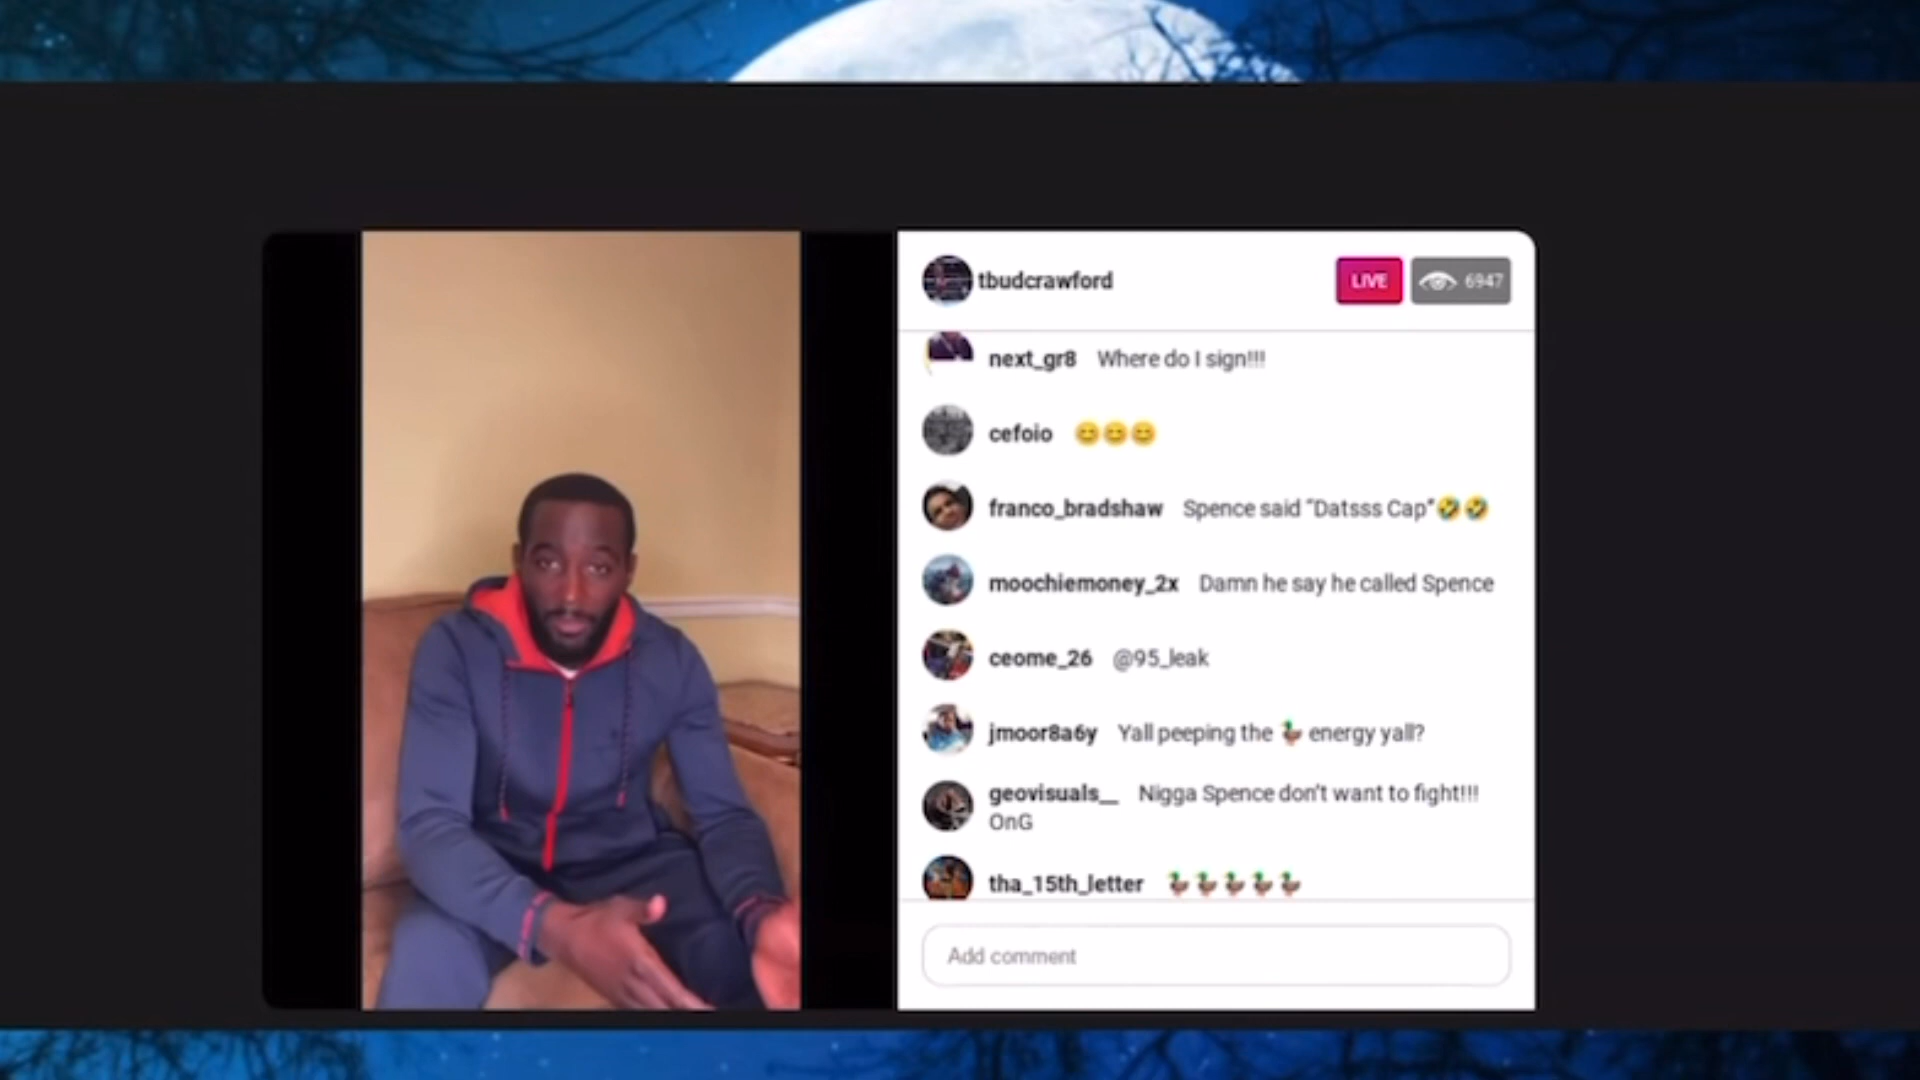 tbudcrawford LIVE 6947
next_gr8 Where do I sign!!!
cefoio 😊😊😊
franco_bradshaw Spence said “Datsss Cap”🤣🤣
moochiemoney_2x Damn he say he called Spence
ceome_26 @95_leak
jmoor8a6y Yall peeping the 🦆 energy yall?
geovisuals__ Nigga Spence don't want to fight!!!
OnG
tha_15th_letter 🦆🦆🦆🦆🦆
Add comment